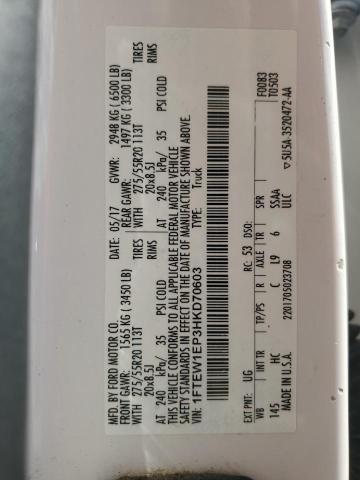 MFD. BY FORD MOTOR CO.
DATE: 05/17 GVWR: 2948 KG (6500 LB)
FRONT GAWR: 1565 KG (3450 LB) REAR GAWR: 1497 KG (3300 LB)
WITH 275/55R20 113T TIRES WITH 275/55R20 113T TIRES
20x8.5J RIMS 20x8.5J RIMS
AT 240 kPa/ 35 PSI COLD AT 240 kPa/ 35 PSI COLD
THIS VEHICLE CONFORMS TO ALL APPLICABLE FEDERAL MOTOR VEHICLE
SAFETY STANDARDS IN EFFECT ON THE DATE OF MANUFACTURE SHOWN ABOVE.
VIN: 1FTEW1EP3HKD70603 TYPE: Truck
F0083
T0503
EXT PNT: UG RC: 53 DSO:
WB INT TR TP/PS R AXLE TR SPR
145 HC C L9 6 SSAA
ULC
MADE IN U.S.A. 2201705023708 ▽5U5A-3520472-AA